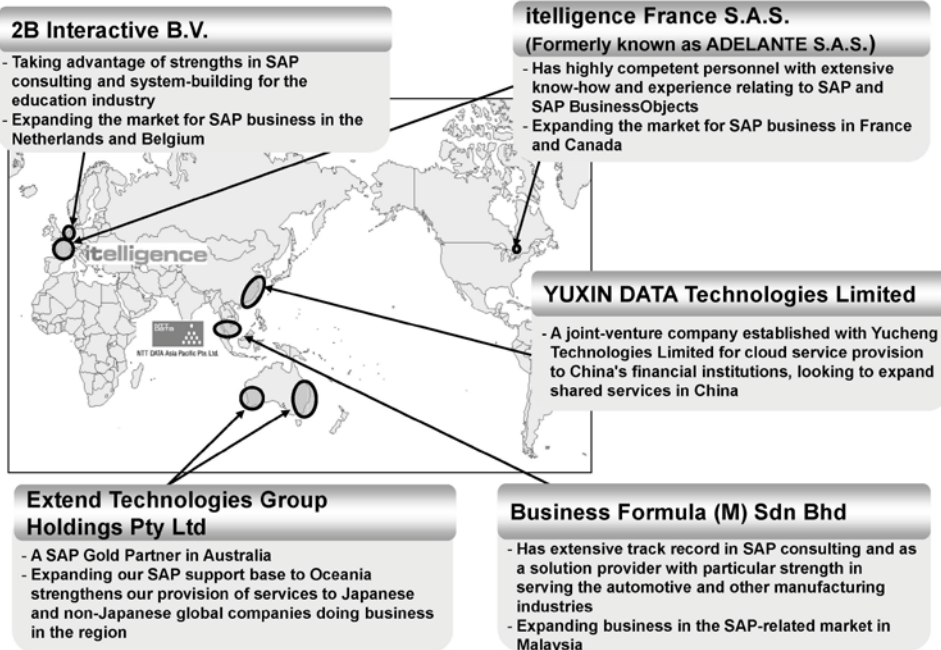 2B Interactive B.V.
- Taking advantage of strengths in SAP
consulting and system-building for the
education industry
- Expanding the market for SAP business in the
Netherlands and Belgium
itelligence France S.A.S.
(Formerly known as ADELANTE S.A.S.)
- Has highly competent personnel with extensive
know-how and experience relating to SAP and
SAP BusinessObjects
- Expanding the market for SAP business in France
and Canada
itelligence
YUXIN DATA Technologies Limited
- A joint-venture company established with Yucheng
Technologies Limited for cloud service provision
to China's financial institutions, looking to expand
shared services in China
NTT
DATA
NTT DATA Asia Pacific Pte. Ltd.
Extend Technologies Group
Holdings Pty Ltd
- A SAP Gold Partner in Australia
- Expanding our SAP support base to Oceania
strengthens our provision of services to Japanese
and non-Japanese global companies doing business
in the region
Business Formula (M) Sdn Bhd
- Has extensive track record in SAP consulting and as
a solution provider with particular strength in
serving the automotive and other manufacturing
industries
- Expanding business in the SAP-related market in
Malaysia